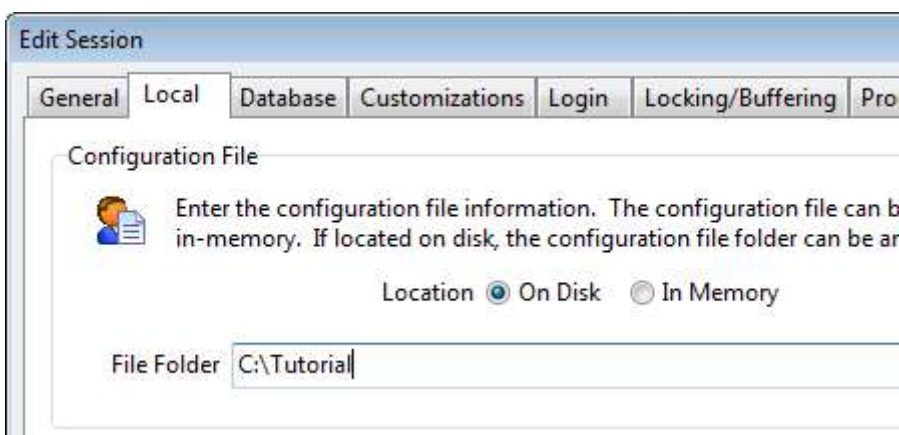 Edit Session
General Local Database Customizations Login Locking/Buffering Pro
Configuration File
Enter the configuration file information. The configuration file can b
in-memory. If located on disk, the configuration file folder can be ar
Location On Disk In Memory
File Folder C:\Tutorial